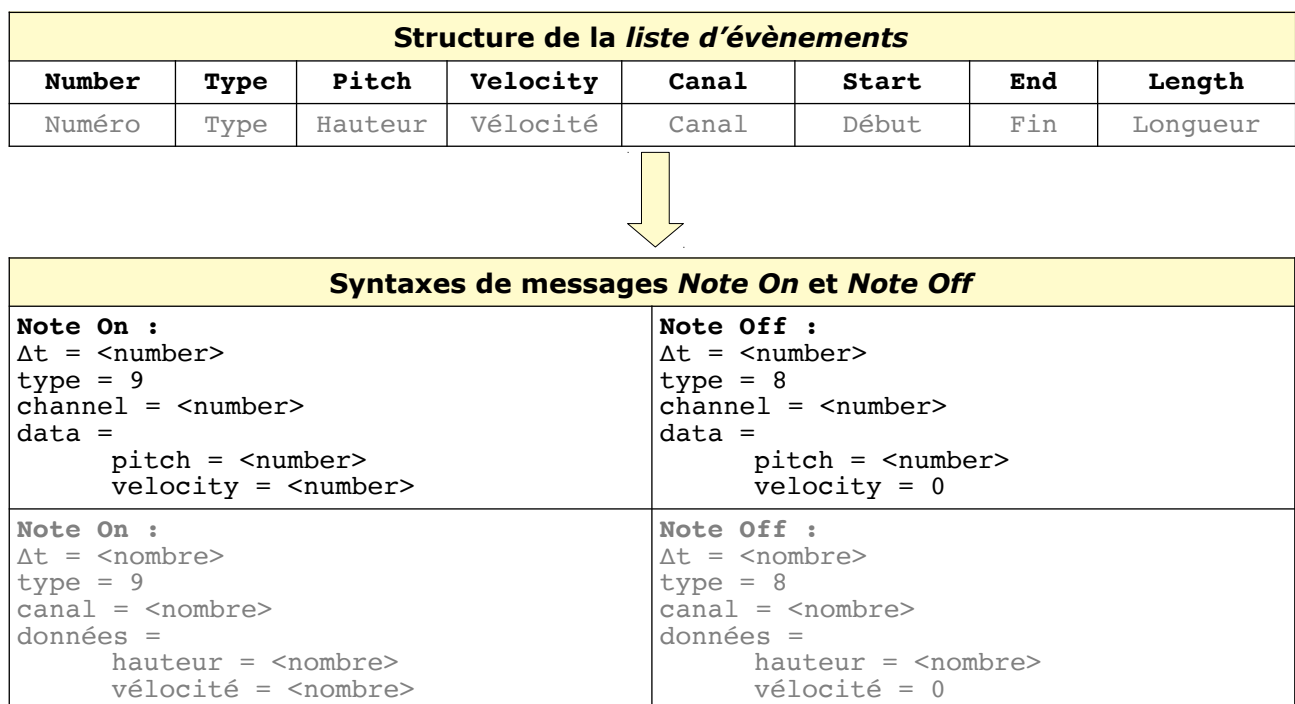 Structure de la liste d’évènements
Number Type Pitch Velocity Canal Start End Length
Numéro Type Hauteur Vélocité Canal Début Fin Longueur
Syntaxes de messages Note On et Note Off
Note On :
Δt = <number>
type = 9
channel = <number>
data =
pitch = <number>
velocity = <number>
Note Off :
Δt = <number>
type = 8
channel = <number>
data =
pitch = <number>
velocity = 0
Note On :
Δt = <nombre>
type = 9
canal = <nombre>
données =
hauteur = <nombre>
vélocité = <nombre>
Note Off :
Δt = <nombre>
type = 8
canal = <nombre>
données =
hauteur = <nombre>
vélocité = 0